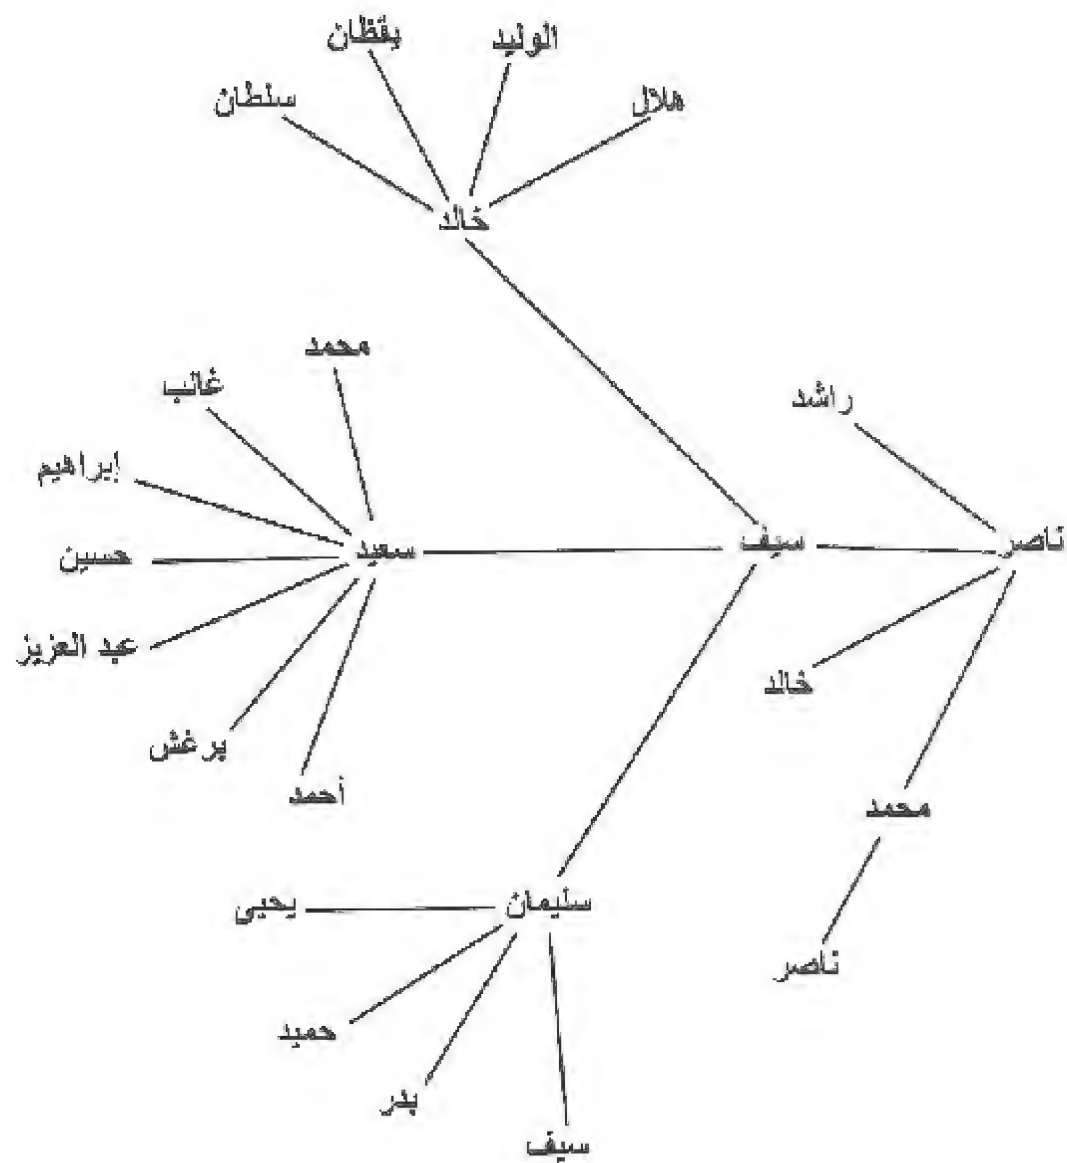 يقظان
الوليد
سلطان
هلال
خالد
محمد
غالب
راشد
إبراهيم
سعيد
سيف
ناصر
حسين
عبد العزيز
خالد
برغش
أحمد
محمد
يحيى
سليمان
ناصر
حميد
بدر
سيف